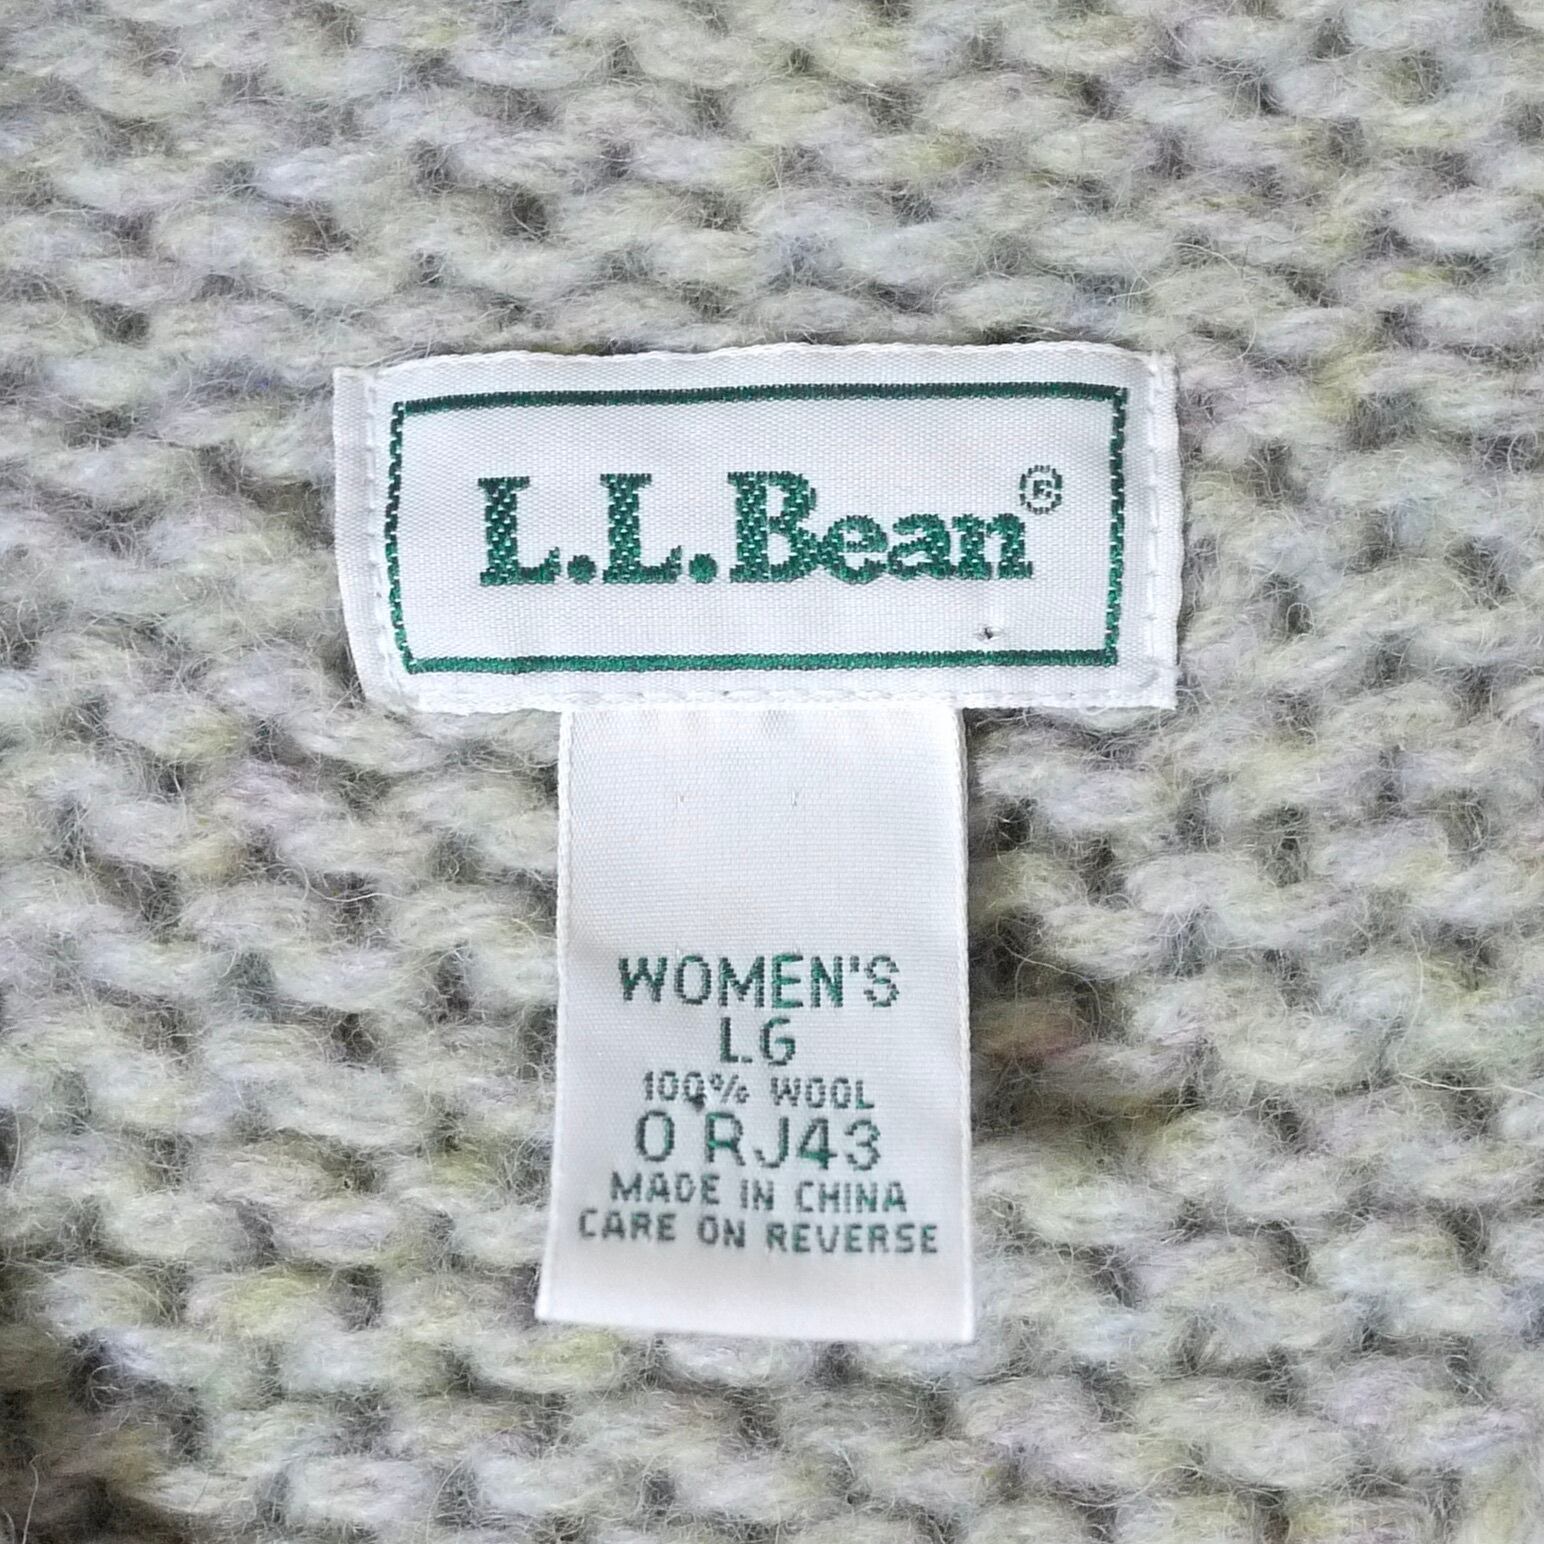 L.L.Bean®
WOMEN'S
LG
100% WOOL
0 RJ43
MADE IN CHINA
CARE ON REVERSE